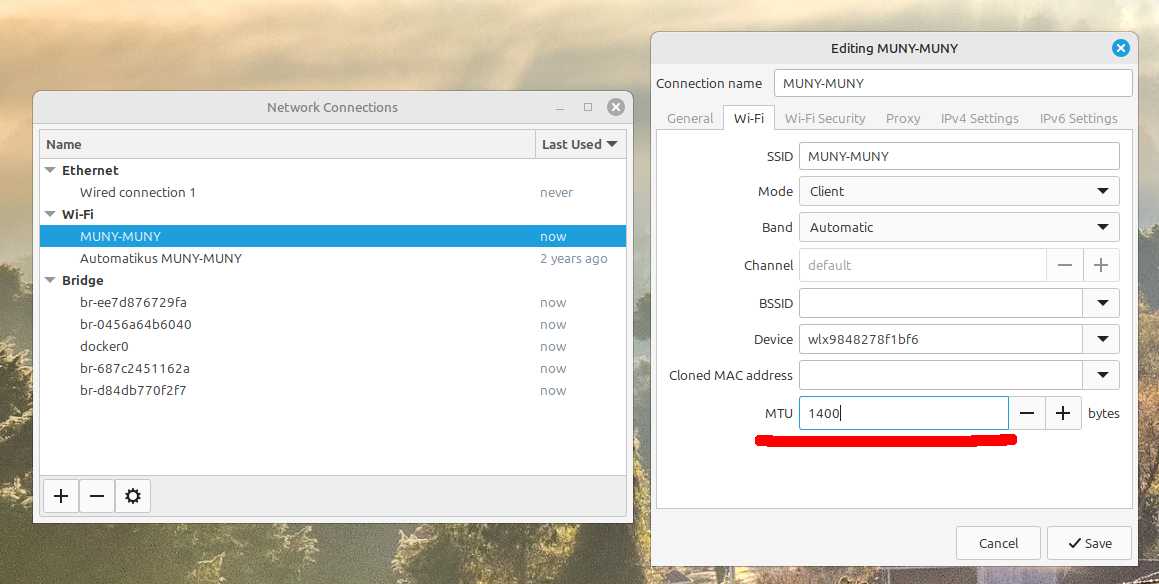 Network Connections
Name Last Used
Ethernet
Wired connection 1 never
Wi-Fi
MUNY-MUNY now
Automatikus MUNY-MUNY 2 years ago
Bridge
br-ee7d876729fa now
br-0456a64b6040 now
docker0 now
br-687c2451162a now
br-d84db770f2f7 now
Editing MUNY-MUNY
Connection name MUNY-MUNY
General Wi-Fi Wi-Fi Security Proxy IPv4 Settings IPv6 Settings
SSID MUNY-MUNY
Mode Client
Band Automatic
Channel default
BSSID
Device wlx9848278f1bf6
Cloned MAC address
MTU 1400 bytes
Cancel Save